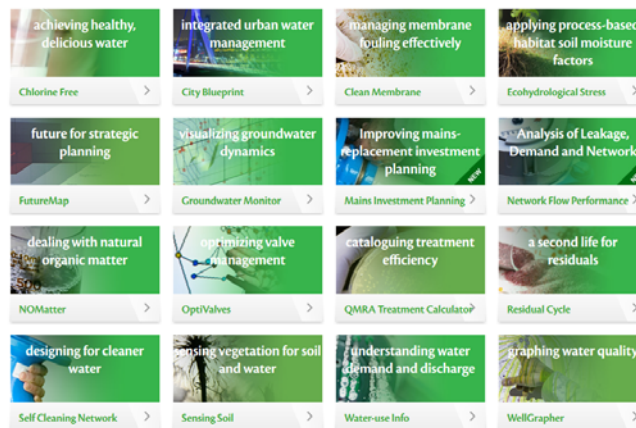 achieving healthy,
delicious water
Chlorine Free
integrated urban water
management
City Blueprint
managing membrane
fouling effectively
Clean Membrane
applying process-based
habitat soil moisture
factors
Ecohydrological Stress
future for strategic
planning
FutureMap
visualizing groundwater
dynamics
Groundwater Monitor
Improving mains-
replacement investment
planning
NEW
Mains Investment Planning
Analysis of Leakage,
Demand and Network
Network Flow Performance
dealing with natural
organic matter
NOMatter
optimizing valve
management
OptiValves
cataloguing treatment
efficiency
QMRA Treatment Calculator
a second life for
residuals
Residual Cycle
designing for cleaner
water
Self Cleaning Network
sensing vegetation for soil
and water
Sensing Soil
understanding water
demand and discharge
Water-use Info
graphing water quality
WellGrapher